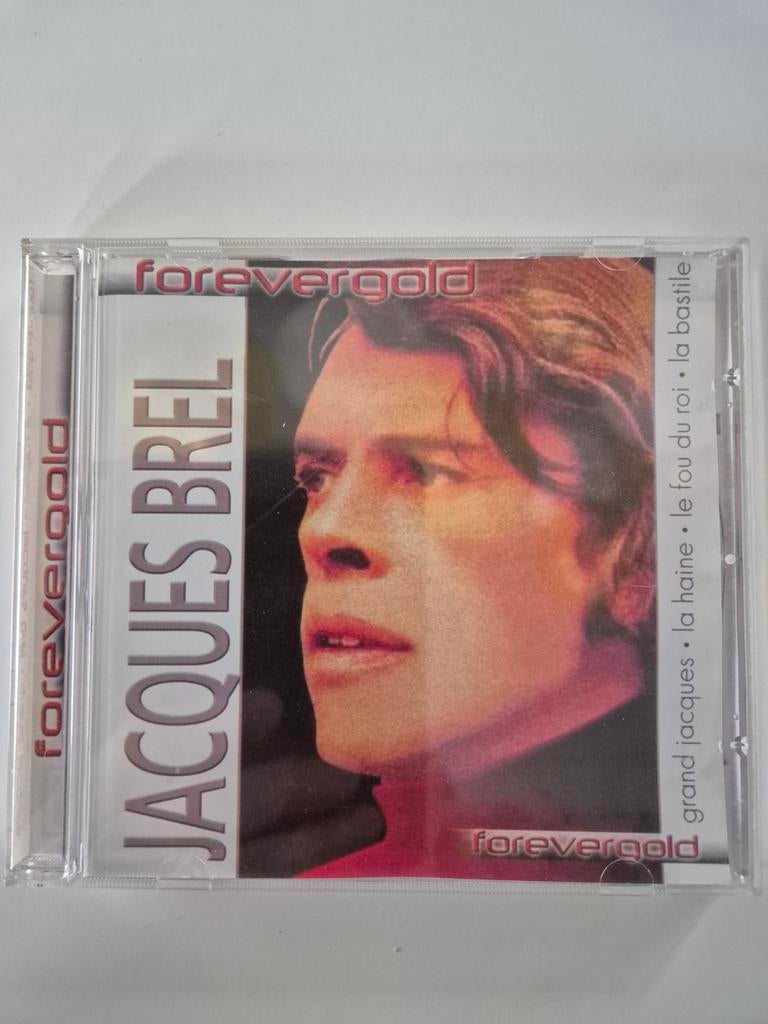 forevergold
forevergold
JACQUES BREL
grand jacques • la haine • le fou du roi • la bastile
forevergold